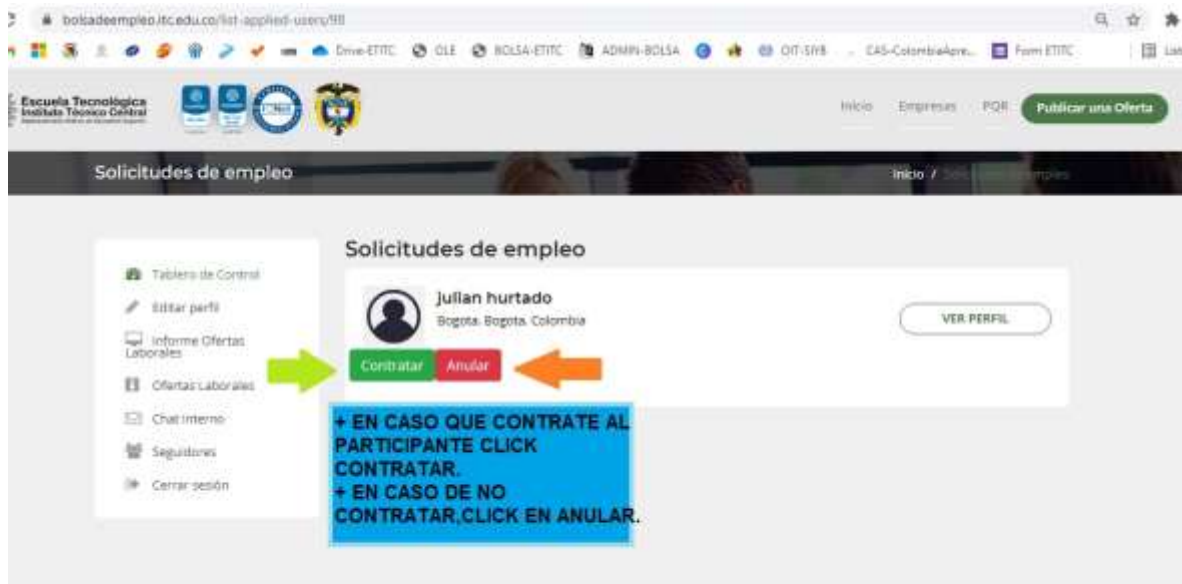 bolsadeempleo.itc.edu.co/list-applied-users/
Drive-ETITC OLE BOLSA-ETITC ADMIN-BOLSA OIT-SIYB CAS-ColombiaApre... Form ETITC
Escuela Tecnológica
Instituto Técnico Central
Inicio Empresas PQR Publicar una Oferta
Solicitudes de empleo
Inicio / Solicitudes de empleo
Solicitudes de empleo
Tablero de Control
Editar perfil
Informe Ofertas
Laborales
Ofertas Laborales
Chat Interno
Seguidores
Cerrar sesión
julian hurtado
Bogota. Bogota. Colombia
VER PERFIL
Contratar Anular
+ EN CASO QUE CONTRATE AL
PARTICIPANTE CLICK
CONTRATAR.
+ EN CASO DE NO
CONTRATAR,CLICK EN ANULAR.